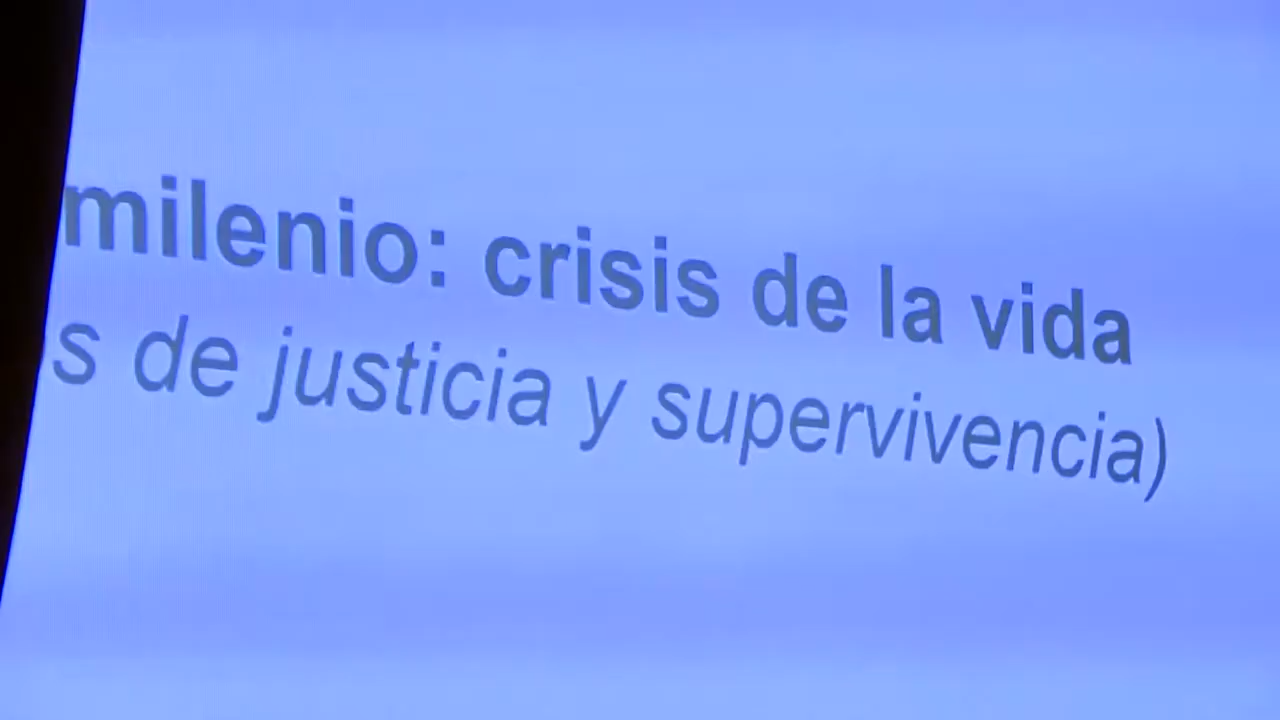 milenio: crisis de la vida
s de justicia y supervivencia)